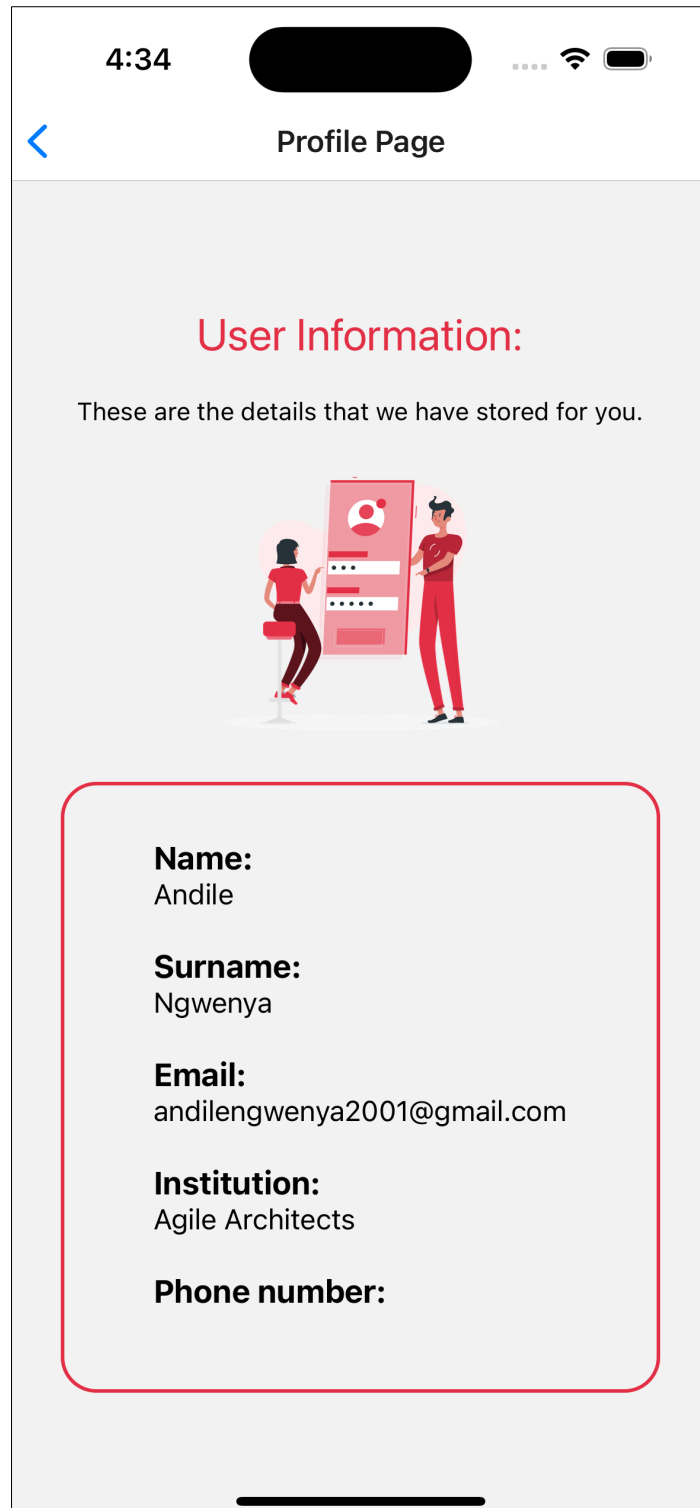 4:34
Profile Page
User Information:
These are the details that we have stored for you.
Name:
Andile
Surname:
Ngwenya
Email:
andilengwenya2001@gmail.com
Institution:
Agile Architects
Phone number: